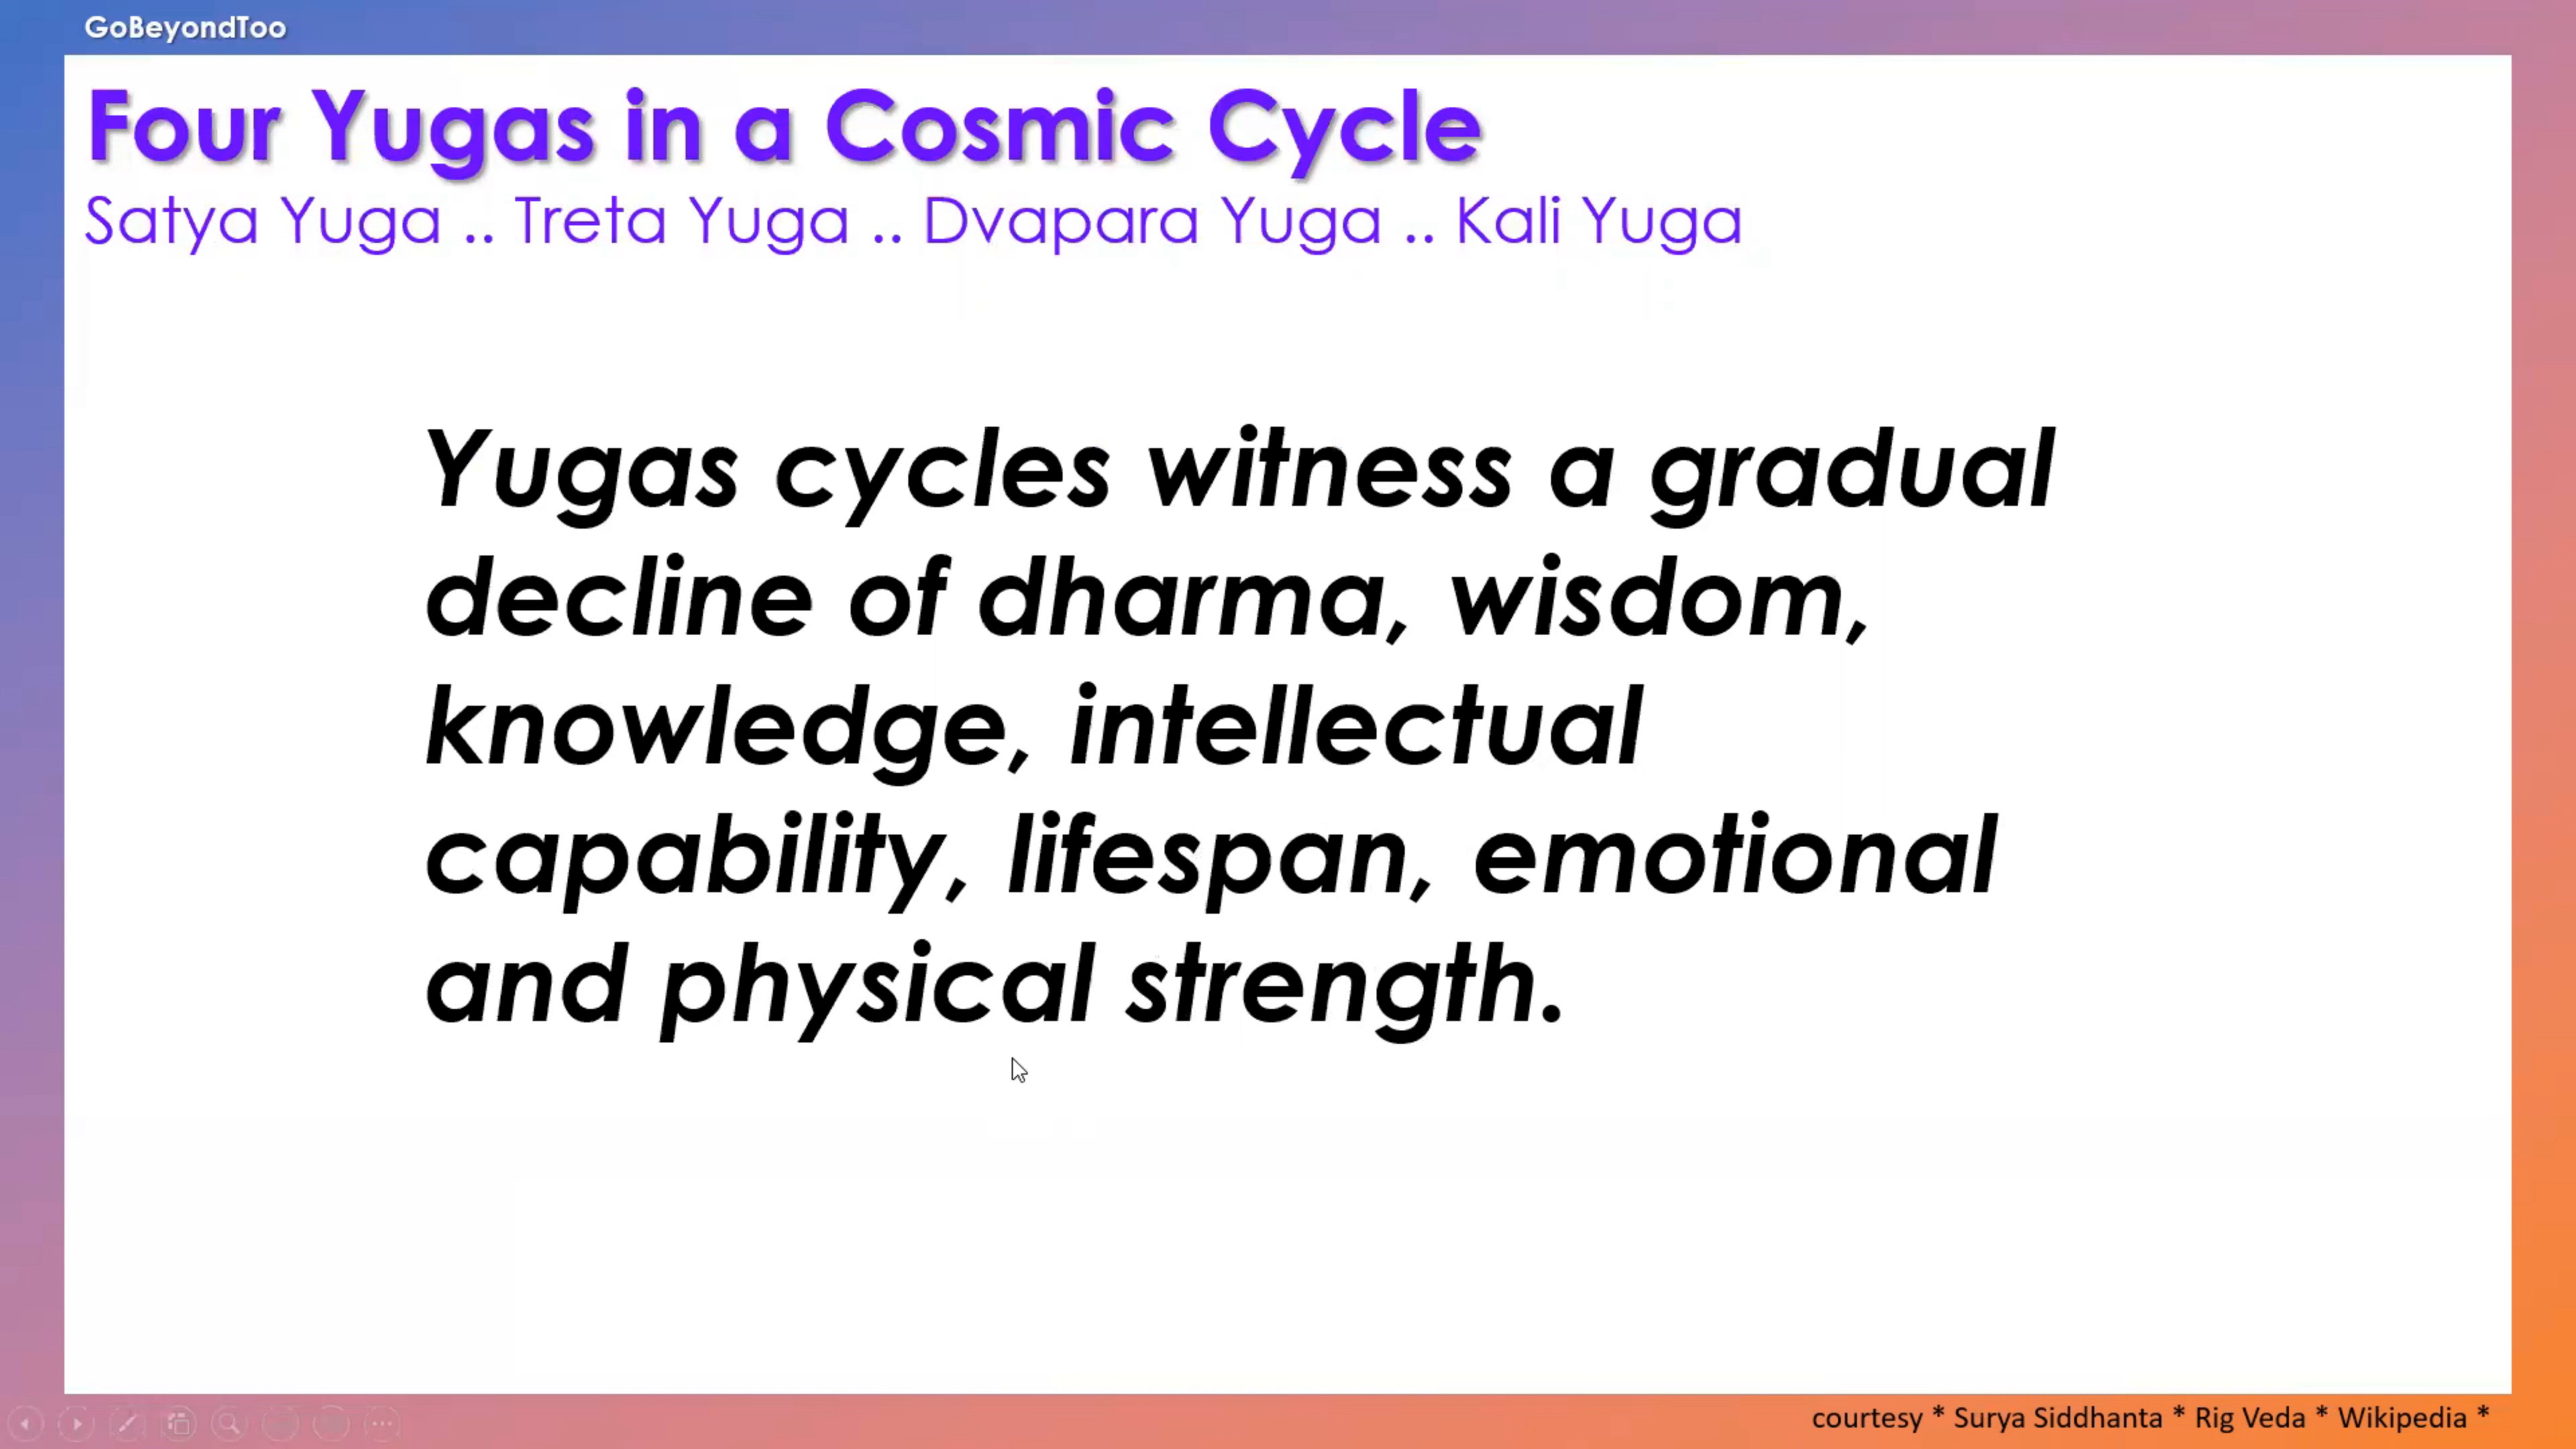 GoBeyondToo
Four Yugas in a Cosmic Cycle
Satya Yuga .. Treta Yuga .. Dvapara Yuga .. Kali Yuga
Yugas cycles witness a gradual
decline of dharma, wisdom,
knowledge, intellectual
capability, lifespan, emotional
and physical strength.
courtesy * Surya Siddhanta * Rig Veda * Wikipedia *